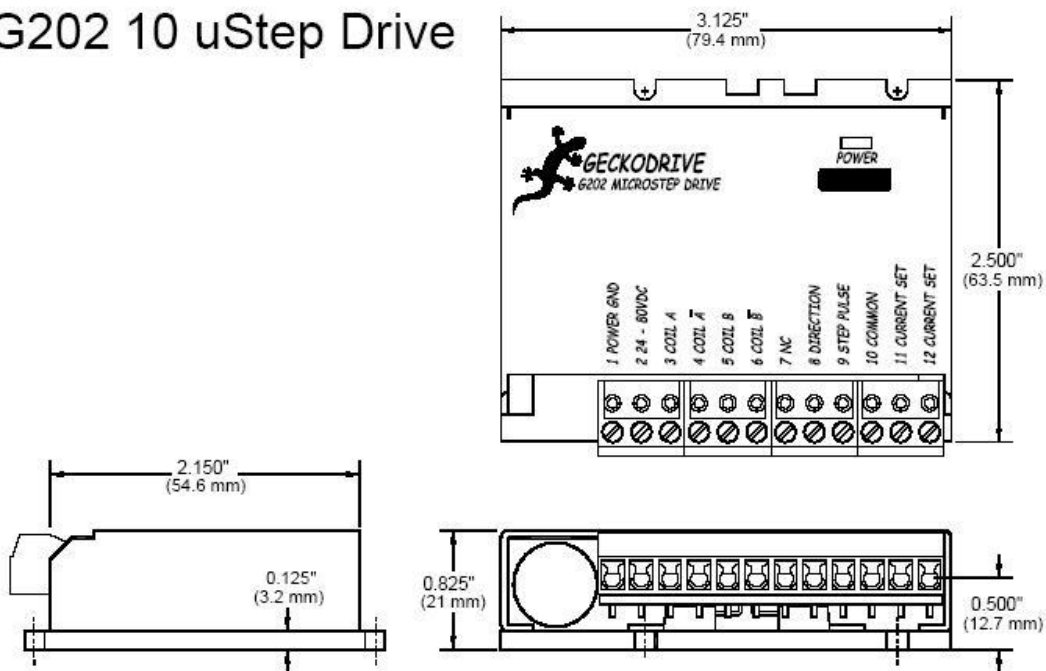 G202 10 uStep Drive
3.125"
(79.4 mm)
GECKODRIVE
G202 MICROSTEP DRIVE
POWER
2.500"
(63.5 mm)
1 POWER GND
2 24 - 80VDC
3 COIL A
4 COIL A̅
5 COIL B
6 COIL B̅
7 NC
8 DIRECTION
9 STEP PULSE
10 COMMON
11 CURRENT SET
12 CURRENT SET
2.150"
(54.6 mm)
0.125"
(3.2 mm)
0.825"
(21 mm)
0.500"
(12.7 mm)